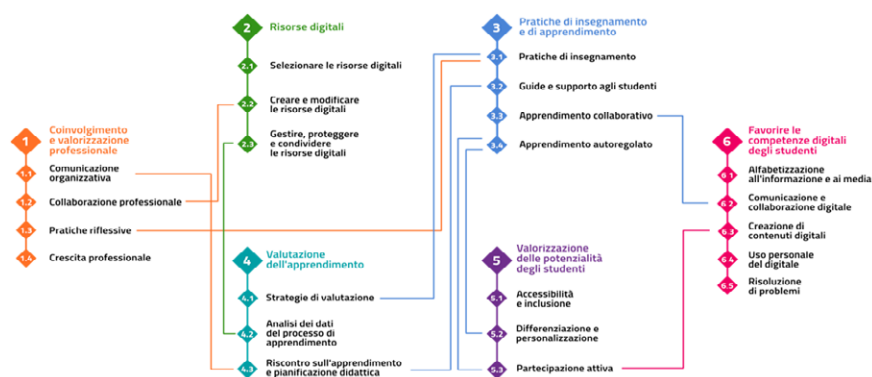 1
Coinvolgimento
e valorizzazione
professionale
1.1
Comunicazione
organizzativa
1.2
Collaborazione professionale
1.3
Pratiche riflessive
1.4
Crescita professionale
2
Risorse digitali
2.1
Selezionare le risorse digitali
2.2
Creare e modificare
le risorse digitali
2.3
Gestire, proteggere
e condividere
le risorse digitali
3
Pratiche di insegnamento
e di apprendimento
3.1
Pratiche di insegnamento
3.2
Guide e supporto agli studenti
3.3
Apprendimento collaborativo
3.4
Apprendimento autoregolato
4
Valutazione
dell'apprendimento
4.1
Strategie di valutazione
4.2
Analisi dei dati
del processo di
apprendimento
4.3
Riscontro sull'apprendimento
e pianificazione didattica
5
Valorizzazione
delle potenzialità
degli studenti
5.1
Accessibilità
e inclusione
5.2
Differenziazione e
personalizzazione
5.3
Partecipazione attiva
6
Favorire le
competenze digitali
degli studenti
6.1
Alfabetizzazione
all'informazione e ai media
6.2
Comunicazione e
collaborazione digitale
6.3
Creazione di
contenuti digitali
6.4
Uso personale
del digitale
6.5
Risoluzione
di problemi